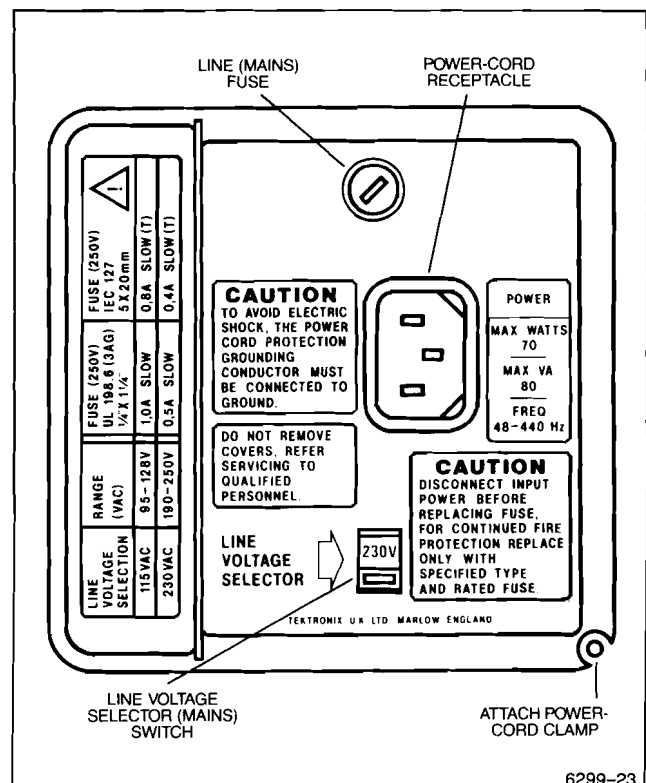 LINE (MAINS)
FUSE
POWER-CORD
RECEPTACLE
LINE VOLTAGE
SELECTION
RANGE
(VAC)
FUSE (250V)
UL 198.6 (3AG)
¼" X 1¼"
FUSE (250V)
IEC 127
5 X 20mm
115VAC
95-128V
1,0A SLOW
0,8A SLOW (T)
230VAC
190-250V
0,5A SLOW
0,4A SLOW (T)
CAUTION
TO AVOID ELECTRIC
SHOCK, THE POWER
CORD PROTECTION
GROUNDING
CONDUCTOR MUST
BE CONNECTED TO
GROUND.
POWER
MAX WATTS
70
MAX VA
80
FREQ
48-440 Hz
DO NOT REMOVE
COVERS, REFER
SERVICING TO
QUALIFIED
PERSONNEL.
CAUTION
DISCONNECT INPUT
POWER BEFORE
REPLACING FUSE,
FOR CONTINUED FIRE
PROTECTION REPLACE
ONLY WITH
SPECIFIED TYPE
AND RATED FUSE.
LINE
VOLTAGE
SELECTOR
230V
TEKTRONIX UK LTD MARLOW ENGLAND
LINE VOLTAGE
SELECTOR (MAINS)
SWITCH
ATTACH POWER-
CORD CLAMP
6299-23